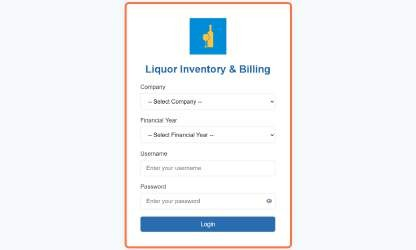 Liquor Inventory & Billing
Company
-- Select Company --
Financial Year
-- Select Financial Year --
Username
Enter your username
Password
Enter your password
Login